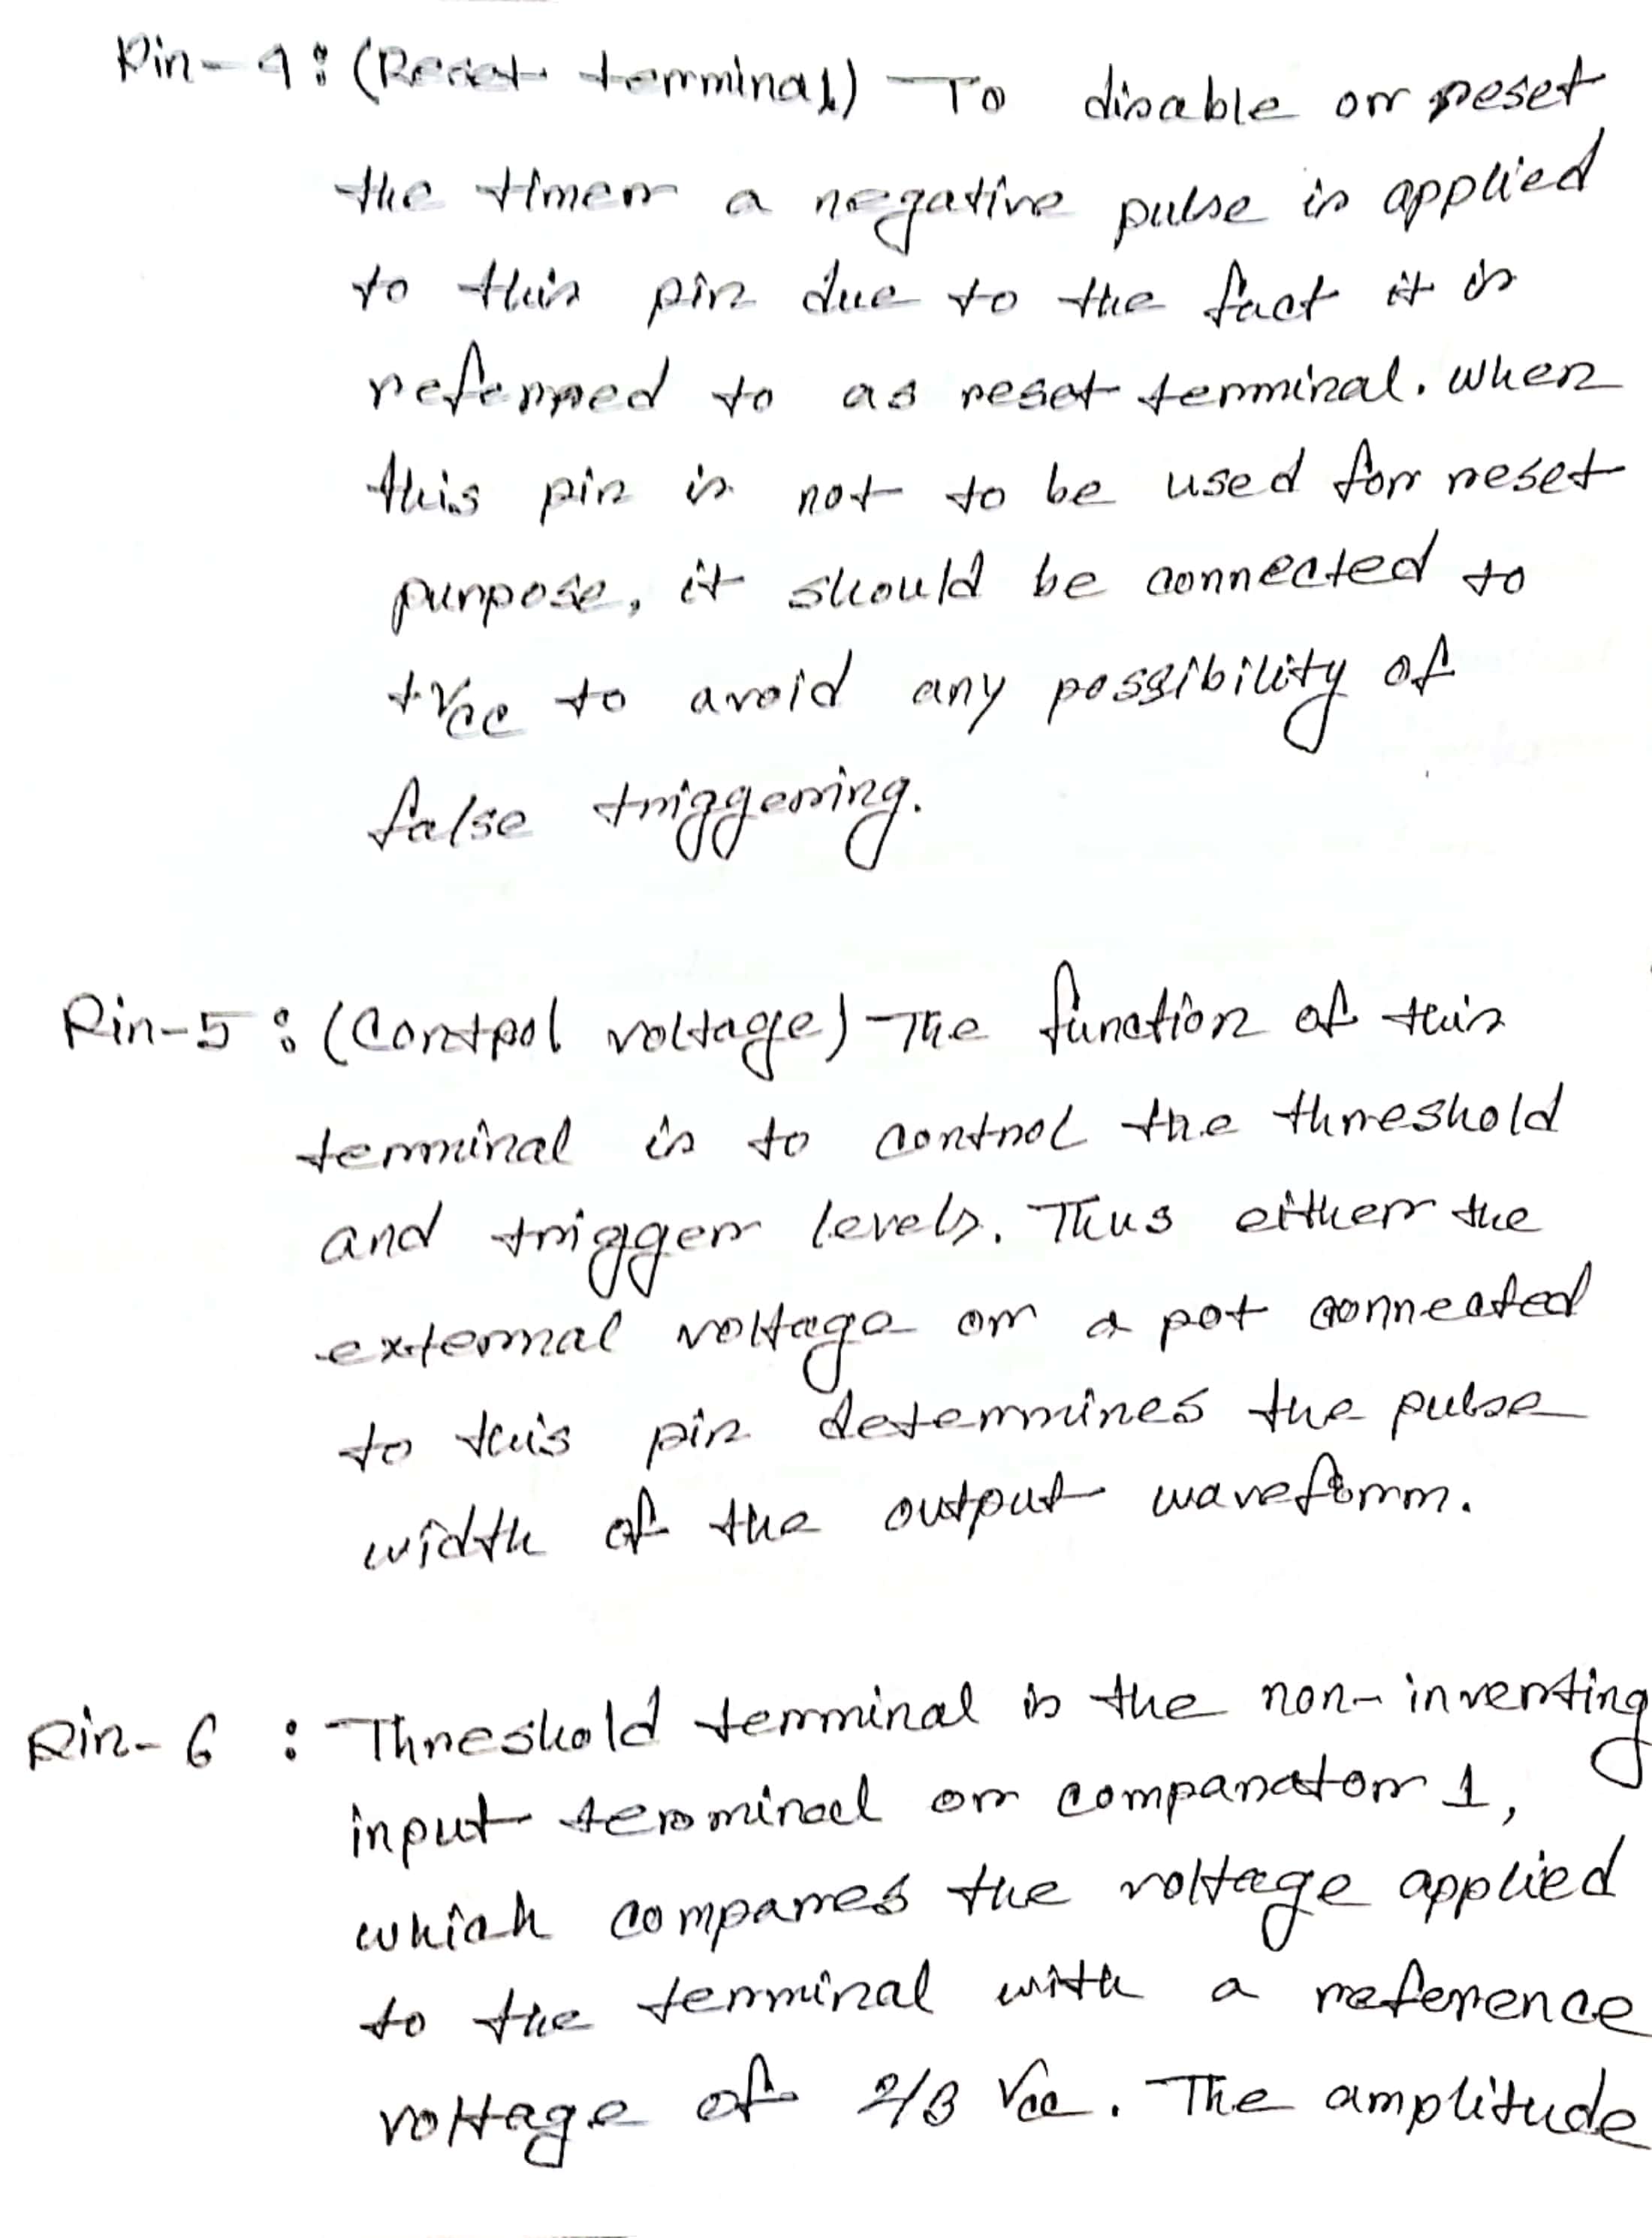 Pin-4: (Reset terminal) To disable or reset
the timer a negative pulse is applied
to this pin due to the fact it is
referred to as reset terminal. When
this pin is not to be used for reset
purpose, it should be connected to
+Vcc to avoid any possibility of
false triggering.
Pin-5: (Control voltage) The function of this
terminal is to control the threshold
and trigger levels. Thus either the
external voltage or a pot connected
to this pin determines the pulse
width of the output waveform.
Pin-6 : Threshold terminal is the non-inverting
input terminal or comparator 1,
which compares the voltage applied
to the terminal with a reference
voltage of 2/3 Vcc. The amplitude